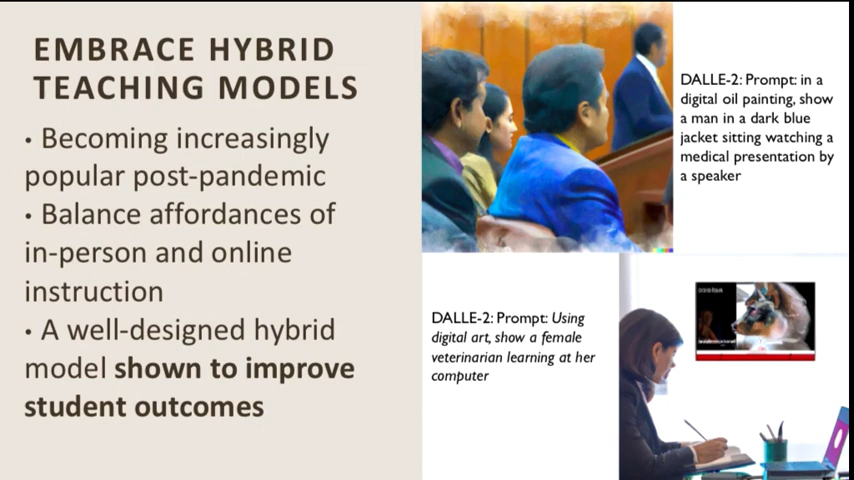 EMBRACE HYBRID
TEACHING MODELS
• Becoming increasingly
popular post-pandemic
• Balance affordances of
in-person and online
instruction
• A well-designed hybrid
model shown to improve
student outcomes
DALLE-2: Prompt: in a
digital oil painting, show
a man in a dark blue
jacket sitting watching a
medical presentation by
a speaker
DALLE-2: Prompt: Using
digital art, show a female
veterinarian learning at her
computer